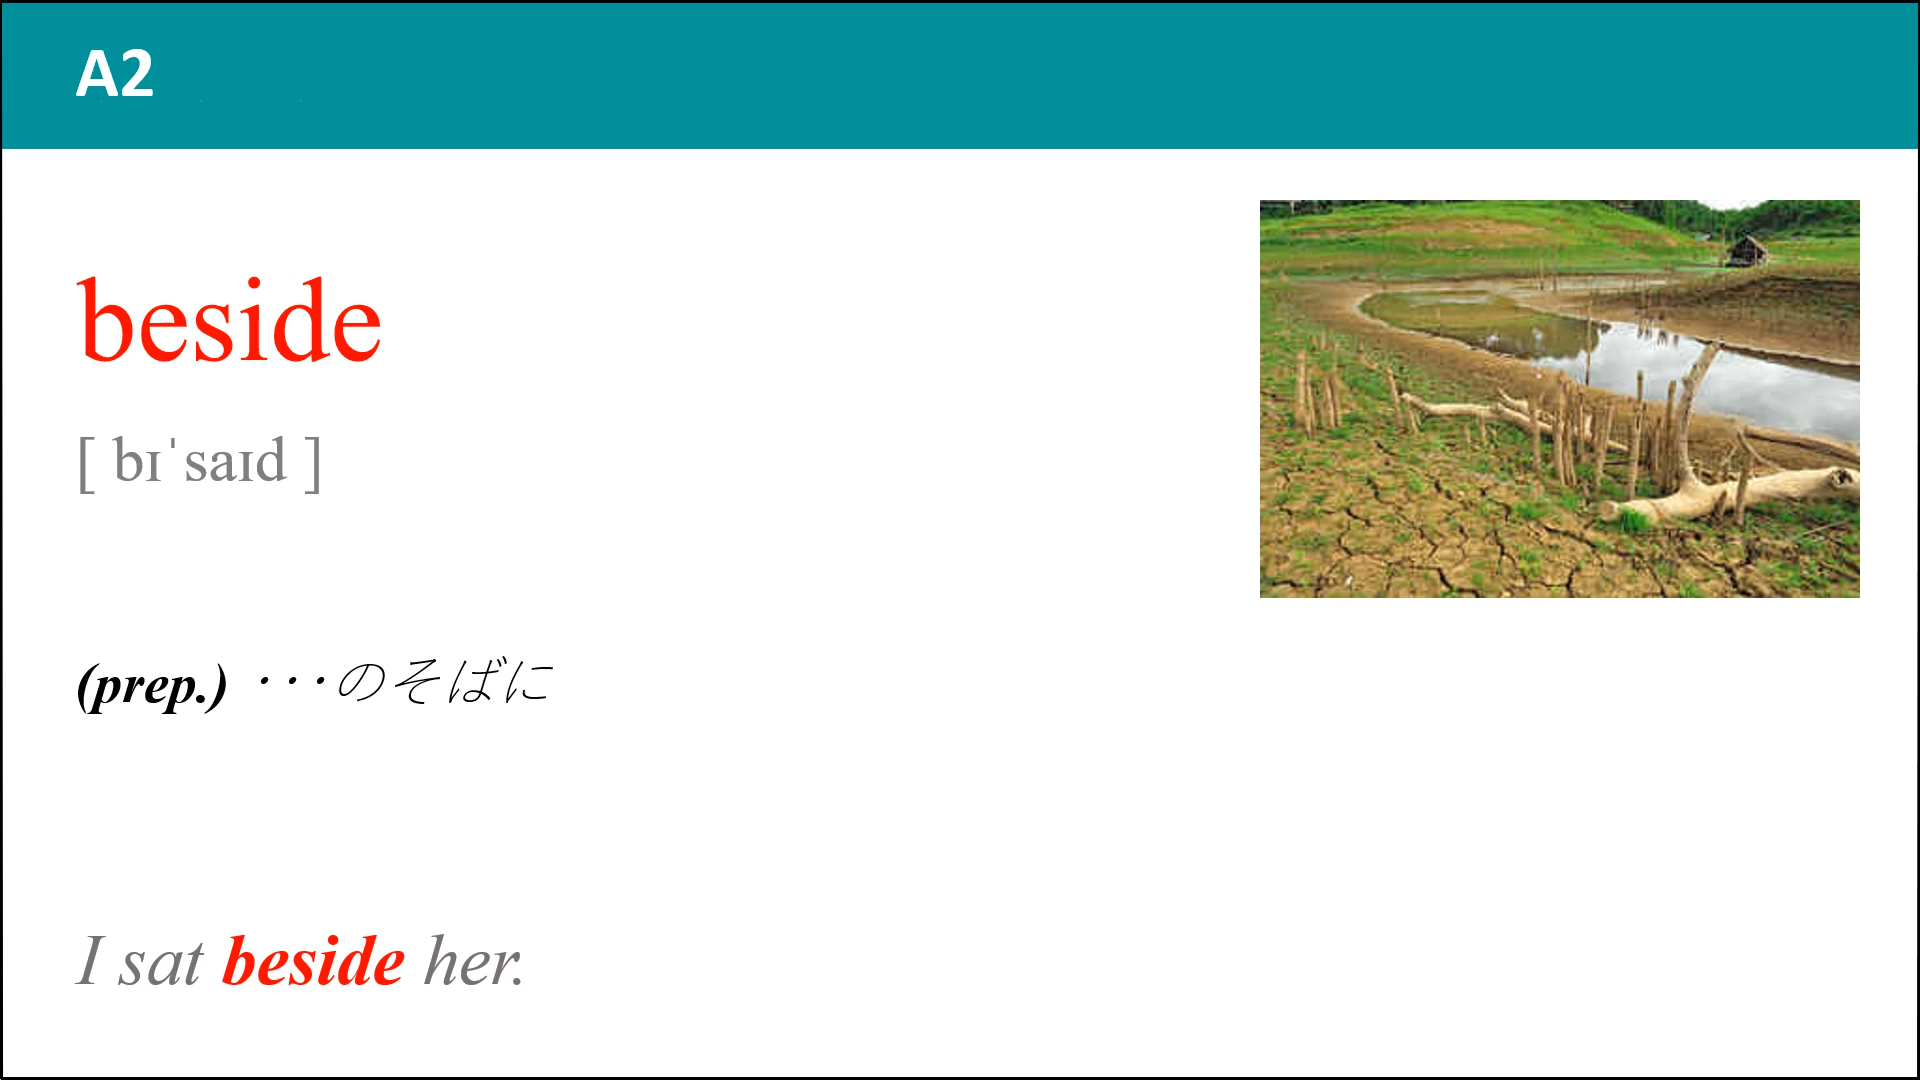 A2
beside
[ bɪˈsaɪd ]
(prep.) ･･･のそばに
I sat beside her.